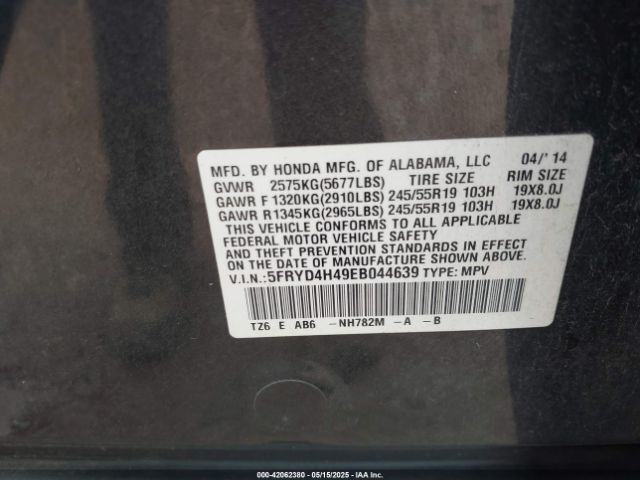 MFD. BY HONDA MFG. OF ALABAMA, LLC 04/' 14
GVWR 2575KG(5677LBS) TIRE SIZE RIM SIZE
GAWR F 1320KG(2910LBS) 245/55R19 103H 19X8.0J
GAWR R 1345KG(2965LBS) 245/55R19 103H 19X8.0J
THIS VEHICLE CONFORMS TO ALL APPLICABLE
FEDERAL MOTOR VEHICLE SAFETY
AND THEFT PREVENTION STANDARDS IN EFFECT
ON THE DATE OF MANUFACTURE SHOWN ABOVE.
V.I.N.: 5FRYD4H49EB044639 TYPE: MPV
TZ6 E AB6 -NH782M -A -B
000-42062380 - 05/15/2025 - IAA Inc.